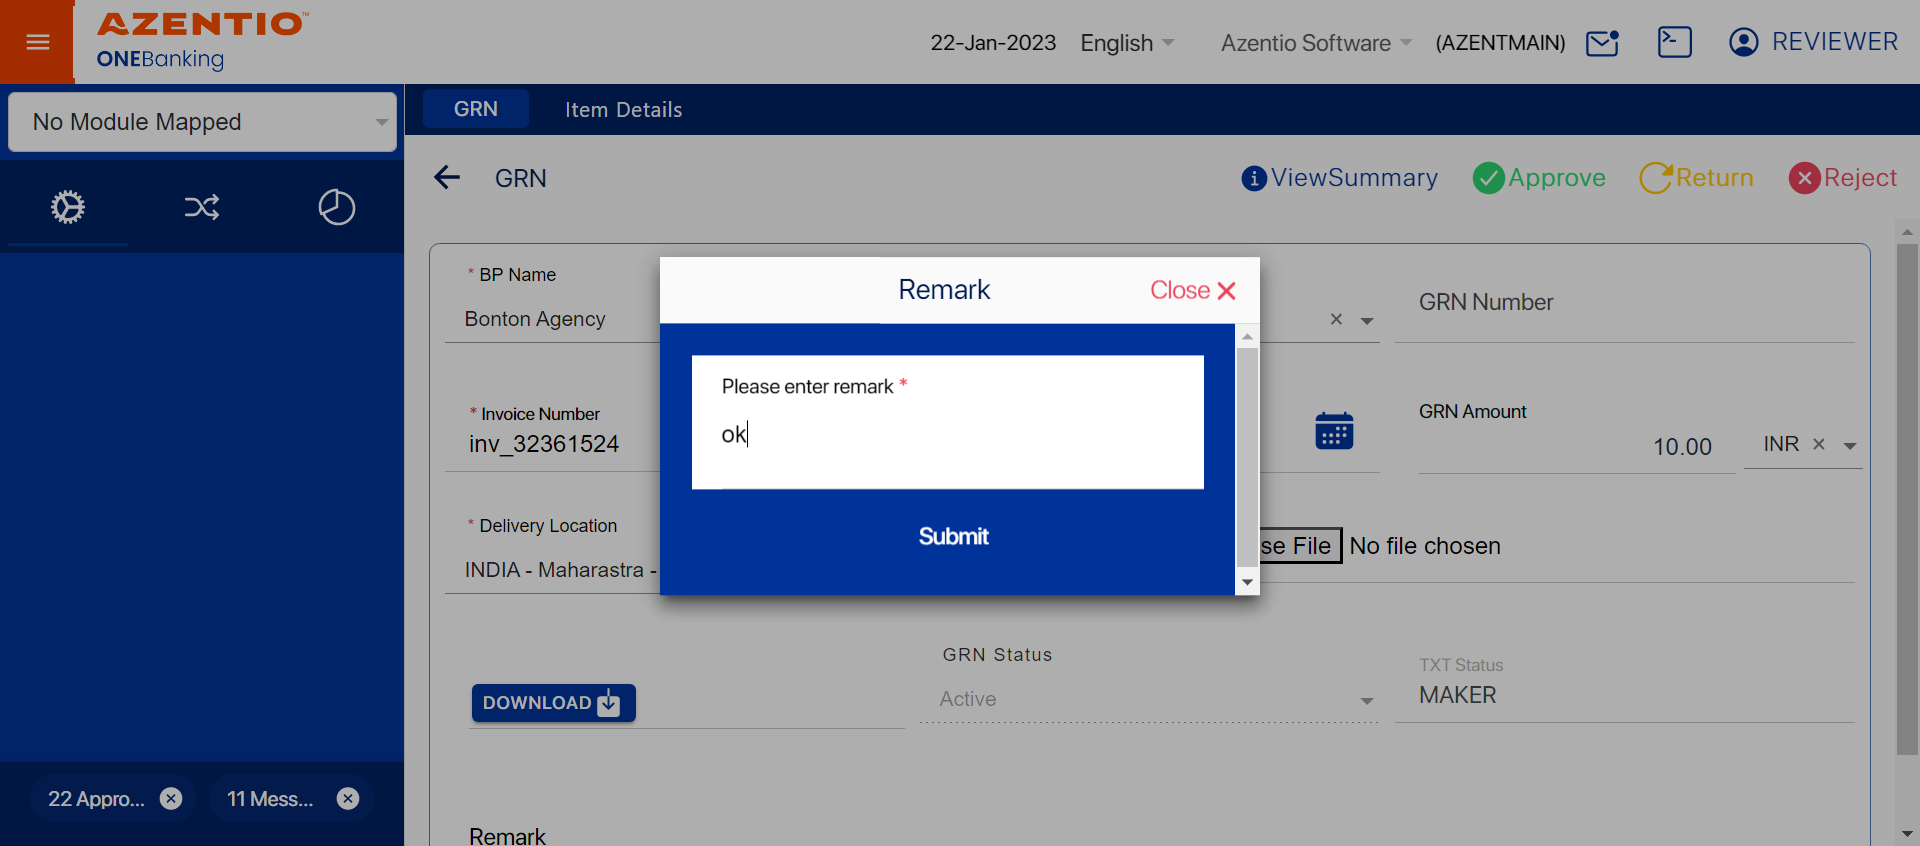 AZENTIO™
ONEBanking
22-Jan-2023 English Azentio Software (AZENTMAIN) REVIEWER
No Module Mapped
GRN Item Details
GRN
ViewSummary Approve Return Reject
* BP Name
Bonton Agency
GRN Number
Remark Close
Please enter remark *
ok
Submit
* Invoice Number
inv_32361524
GRN Amount
10.00 INR
* Delivery Location
INDIA - Maharastra -
se File No file chosen
DOWNLOAD
GRN Status
Active
TXT Status
MAKER
22 Appro...
11 Mess...
Remark